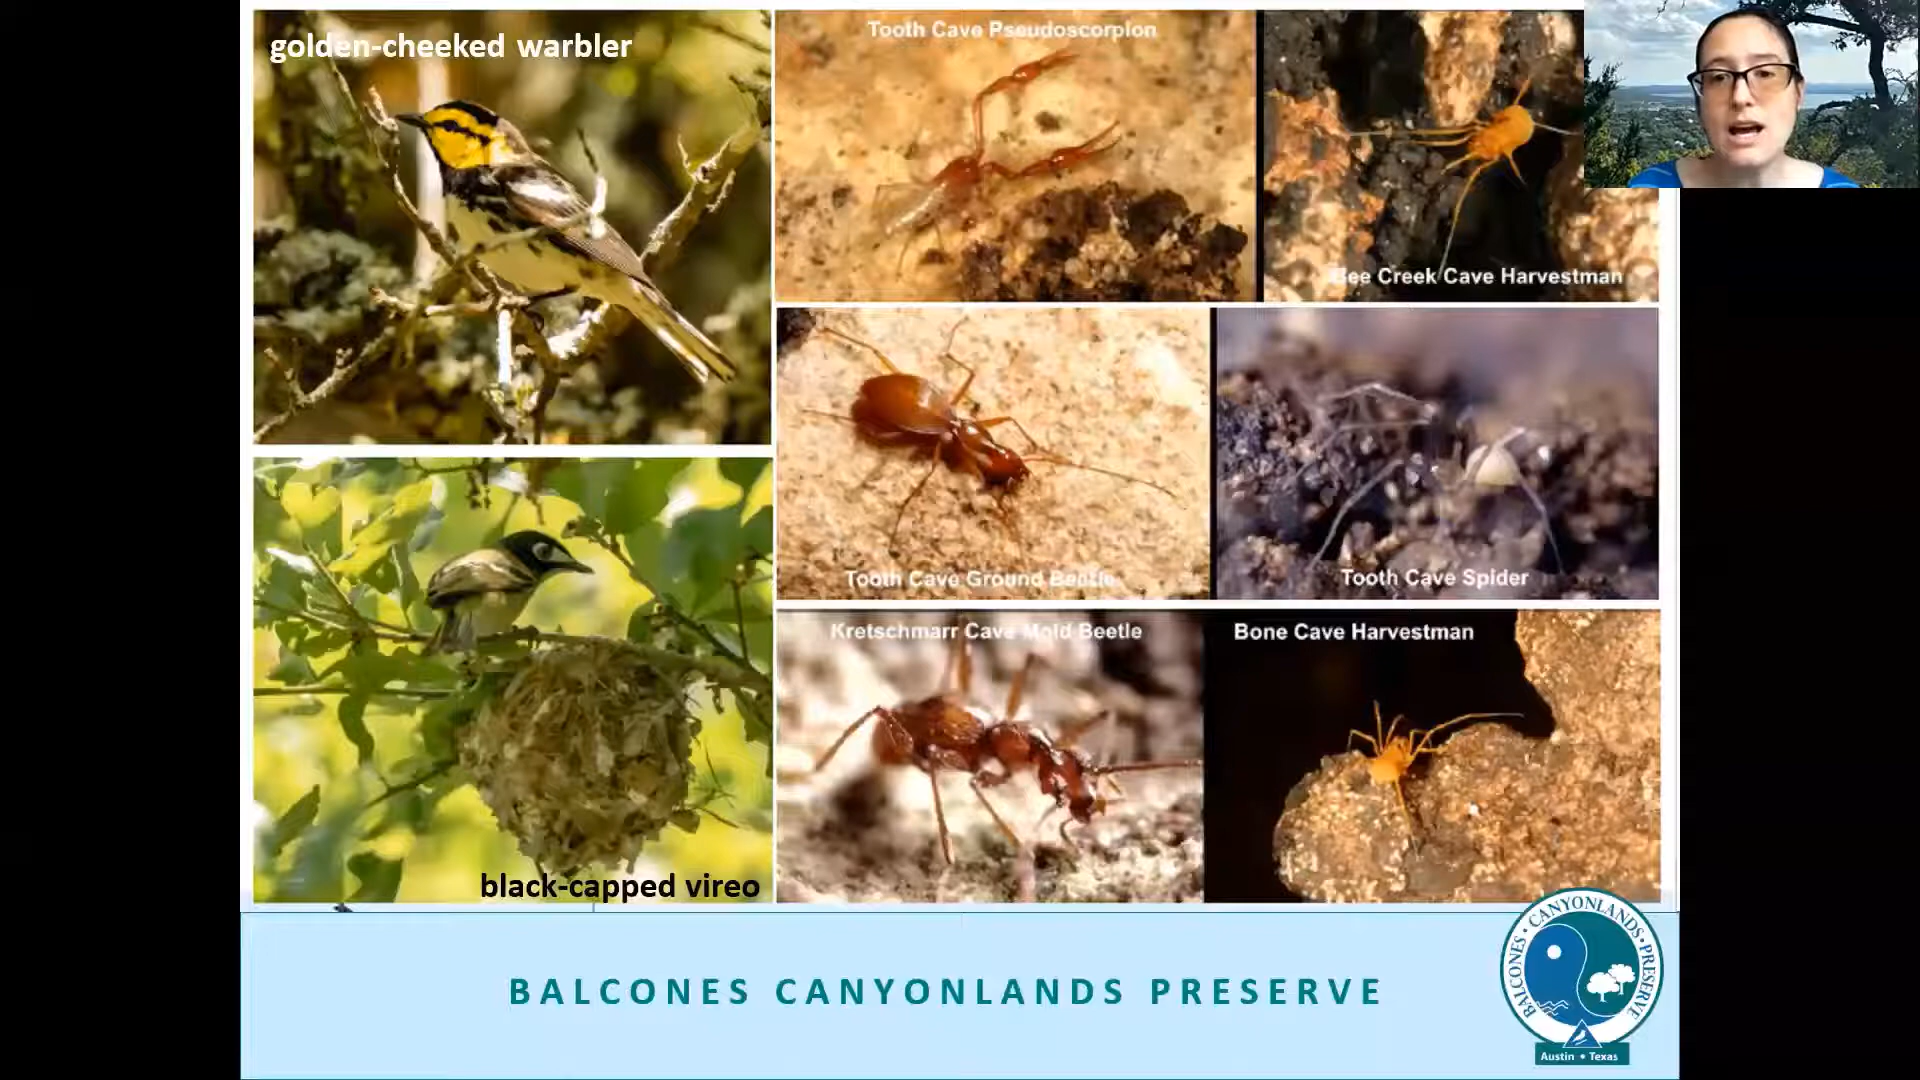 golden-cheeked warbler
Tooth Cave Pseudoscorpion
Bee Creek Cave Harvestman
Tooth Cave Ground Beetle
Tooth Cave Spider
Kretschmarr Cave Mold Beetle
Bone Cave Harvestman
black-capped vireo
BALCONES CANYONLANDS PRESERVE
BALCONES • CANYONLANDS • PRESERVE
Austin • Texas